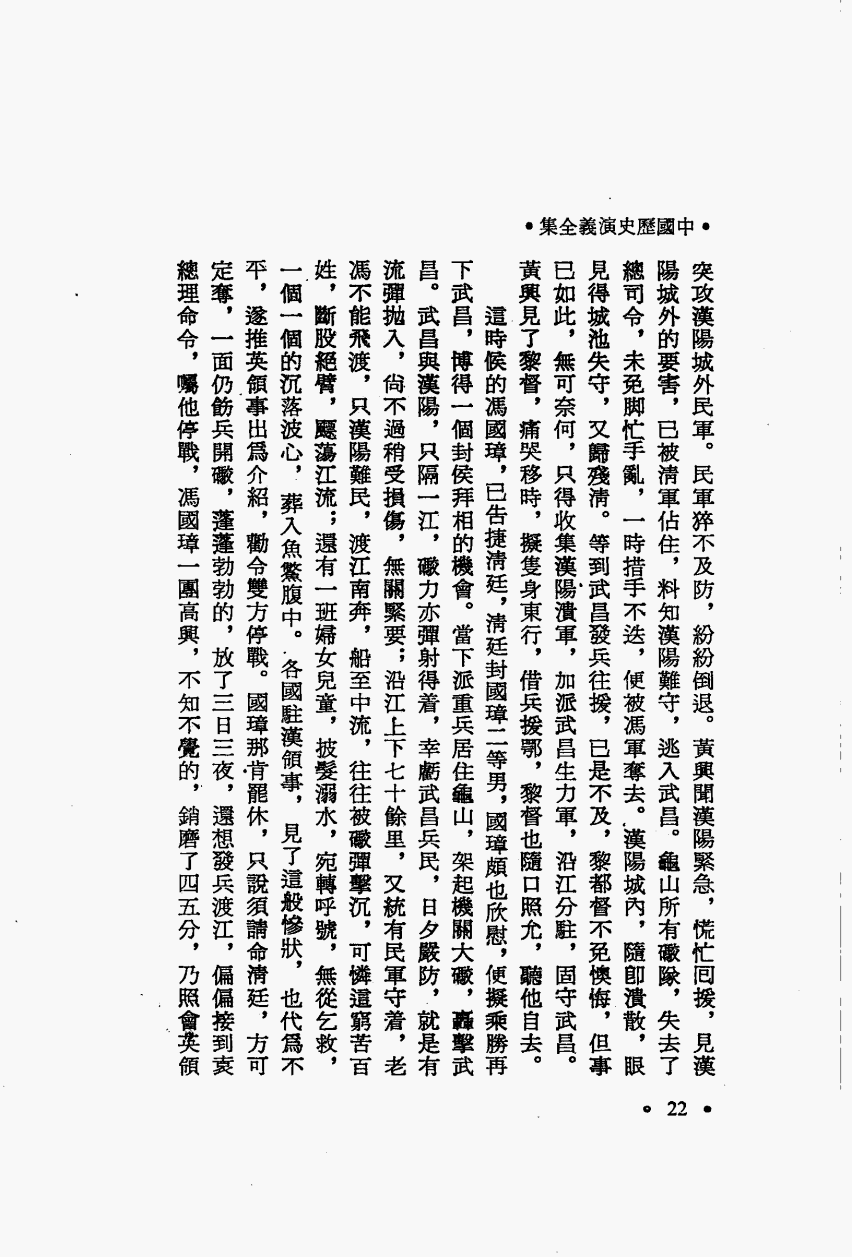 •中國歷史演義全集•
突攻漢陽城外民軍。民軍猝不及防，紛紛倒退。黃興聞漢陽緊急，慌忙回援，見漢
陽城外的要害，已被清軍佔住，料知漢陽難守，逃入武昌。龜山所有礮隊，失去了
總司令，未免脚忙手亂，一時措手不迭，便被馮軍奪去。漢陽城內，隨卽潰散，眼
見得城池失守，又歸殘清。等到武昌發兵往援，已是不及，黎都督不免懊悔，但事
已如此，無可奈何，只得收集漢陽潰軍，加派武昌生力軍，沿江分駐，固守武昌。
黃興見了黎督，痛哭移時，擬隻身東行，借兵援鄂，黎督也隨口照允，聽他自去。
這時候的馮國璋，已告捷清廷，清廷封國璋二等男，國璋頗也欣慰，便擬乘勝再
下武昌，博得一個封侯拜相的機會。當下派重兵居住龜山，架起機關大礮，轟擊武
昌。武昌與漢陽，只隔一江，礮力亦彈射得着，幸虧武昌兵民，日夕嚴防，就是有
流彈拋入，尙不過稍受損傷，無關緊要；沿江上下七十餘里，又統有民軍守着，老
馮不能飛渡，只漢陽難民，渡江南奔，船至中流，往往被礮彈擊沉，可憐這窮苦百
姓，斷股絕臂，飄蕩江流；還有一班婦女兒童，披髮溺水，宛轉呼號，無從乞救，
一個一個的沉落波心，葬入魚鱉腹中。各國駐漢領事，見了這般慘狀，也代爲不
平，遂推英領事出爲介紹，勸令雙方停戰。國璋那肯罷休，只說須請命清廷，方可
定奪，一面仍飭兵開礮，蓬蓬勃勃的，放了三日三夜，還想發兵渡江，偏偏接到袁
總理命令，囑他停戰，馮國璋一團高興，不知不覺的，銷磨了四五分，乃照會英領
• 22 •